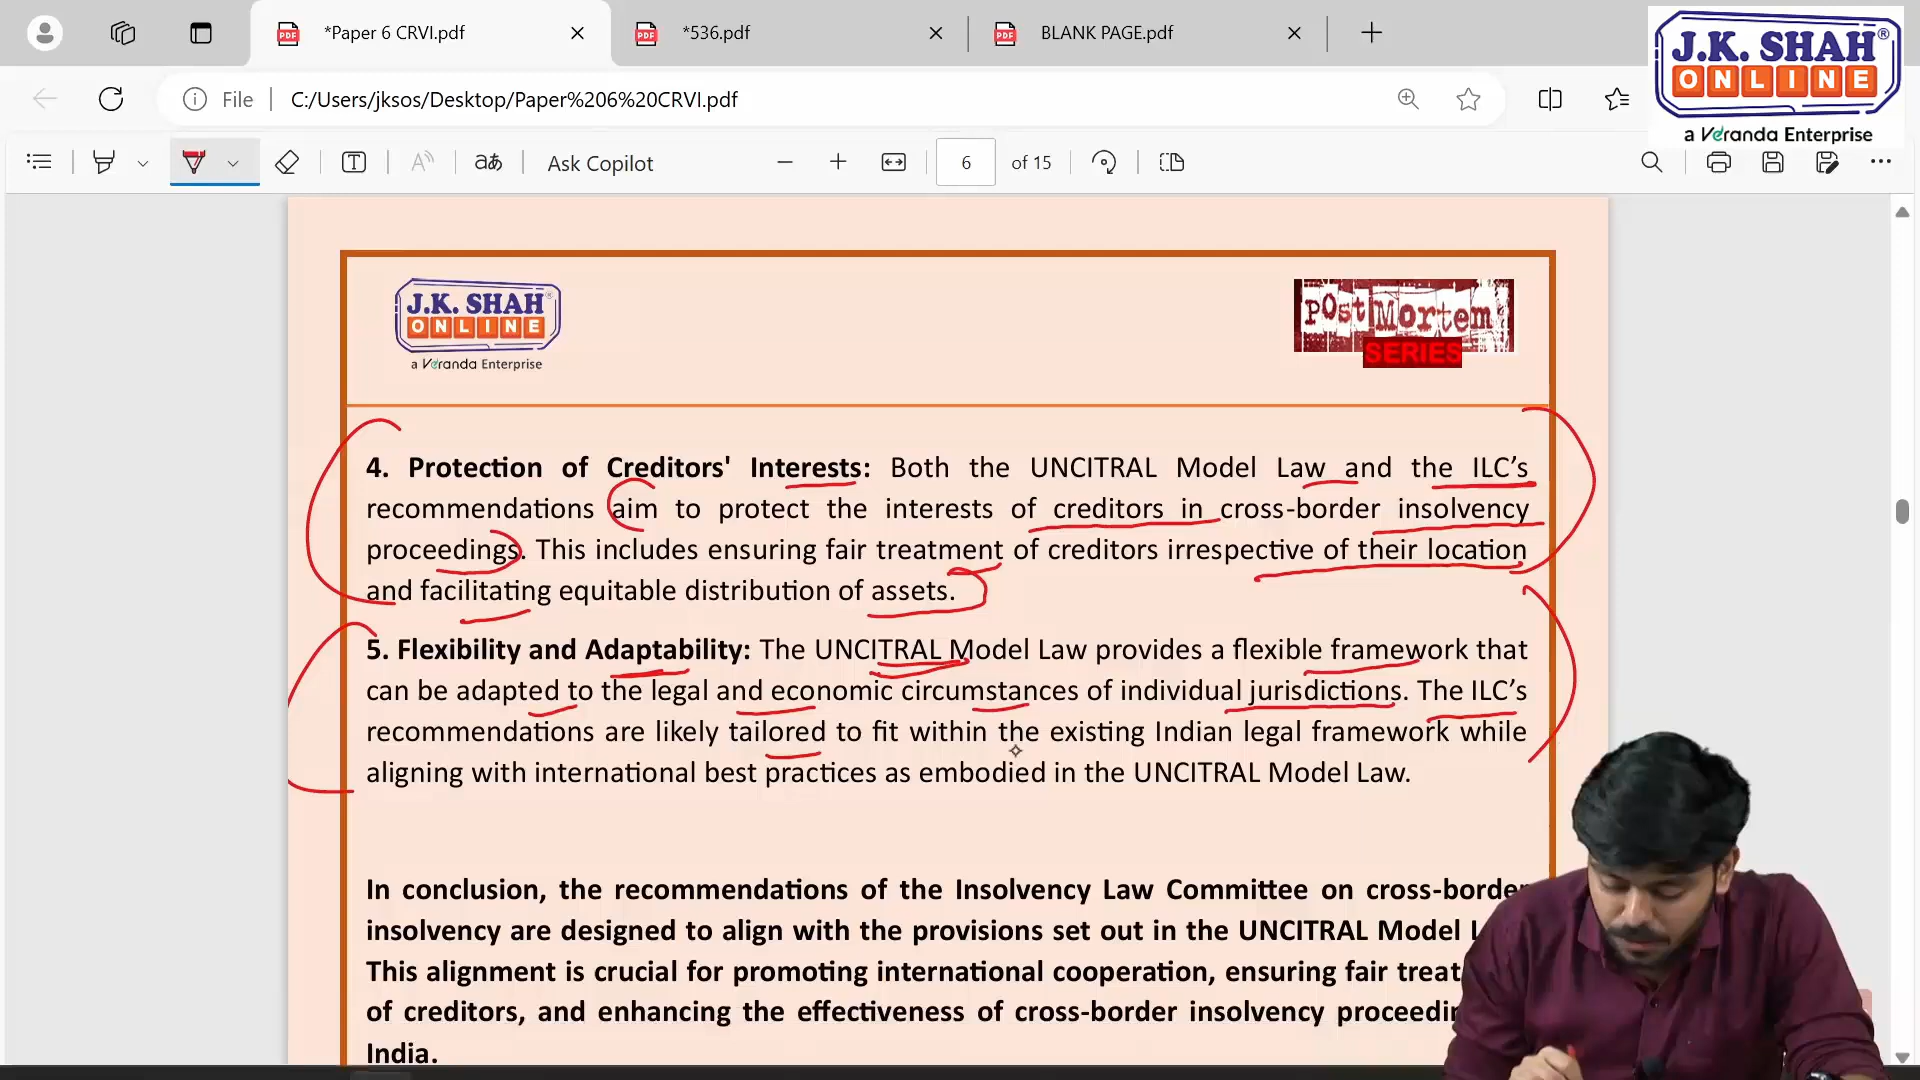 *Paper 6 CRVI.pdf
*536.pdf
BLANK PAGE.pdf
J.K. SHAH®
ONLINE
a Veranda Enterprise
File
C:/Users/jksos/Desktop/Paper%206%20CRVI.pdf
Ask Copilot
6 of 15
J.K. SHAH®
ONLINE
a Veranda Enterprise
Post Mortem
SERIES
4. Protection of Creditors' Interests: Both the UNCITRAL Model Law and the ILC’s
recommendations aim to protect the interests of creditors in cross-border insolvency
proceedings. This includes ensuring fair treatment of creditors irrespective of their location
and facilitating equitable distribution of assets.
5. Flexibility and Adaptability: The UNCITRAL Model Law provides a flexible framework that
can be adapted to the legal and economic circumstances of individual jurisdictions. The ILC’s
recommendations are likely tailored to fit within the existing Indian legal framework while
aligning with international best practices as embodied in the UNCITRAL Model Law.
In conclusion, the recommendations of the Insolvency Law Committee on cross-border
insolvency are designed to align with the provisions set out in the UNCITRAL Model
This alignment is crucial for promoting international cooperation, ensuring fair
of creditors, and enhancing the effectiveness of cross-border insolvency
India.